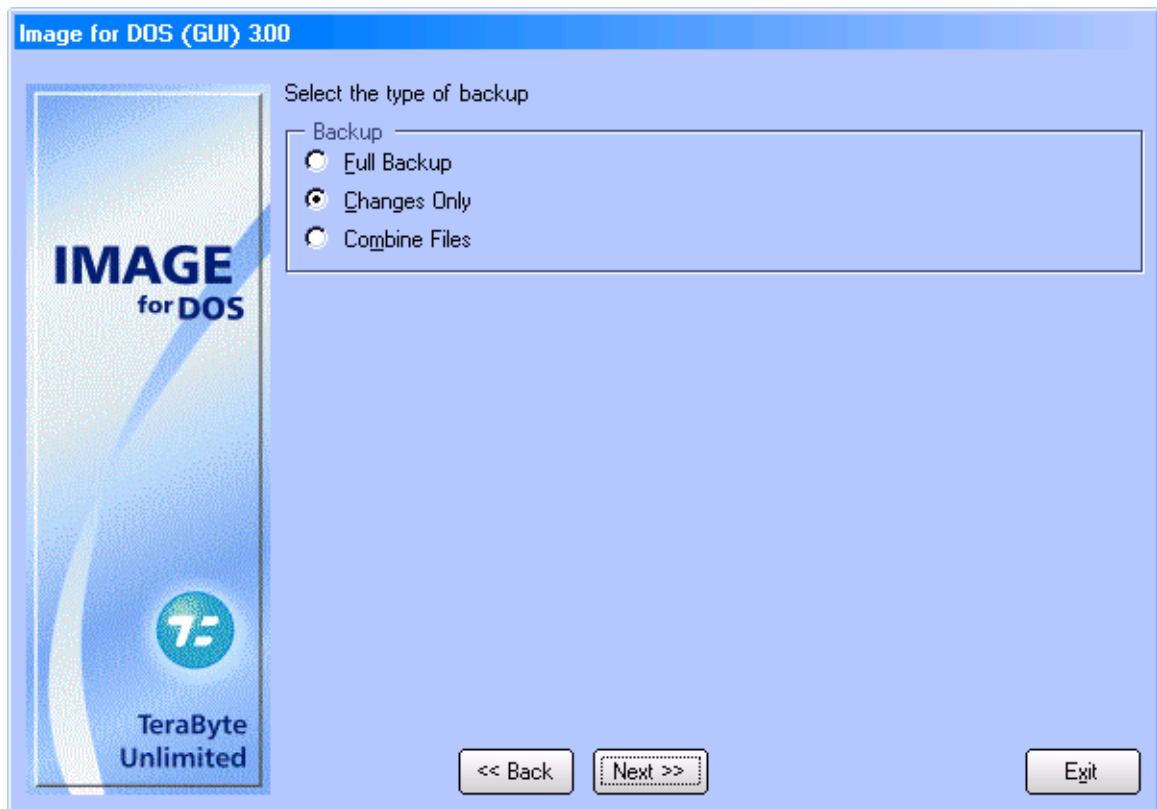 Image for DOS (GUI) 3.00
Select the type of backup
Backup
Full Backup
Changes Only
Combine Files
IMAGE
for DOS
TeraByte
Unlimited
<< Back
Next >>
Exit